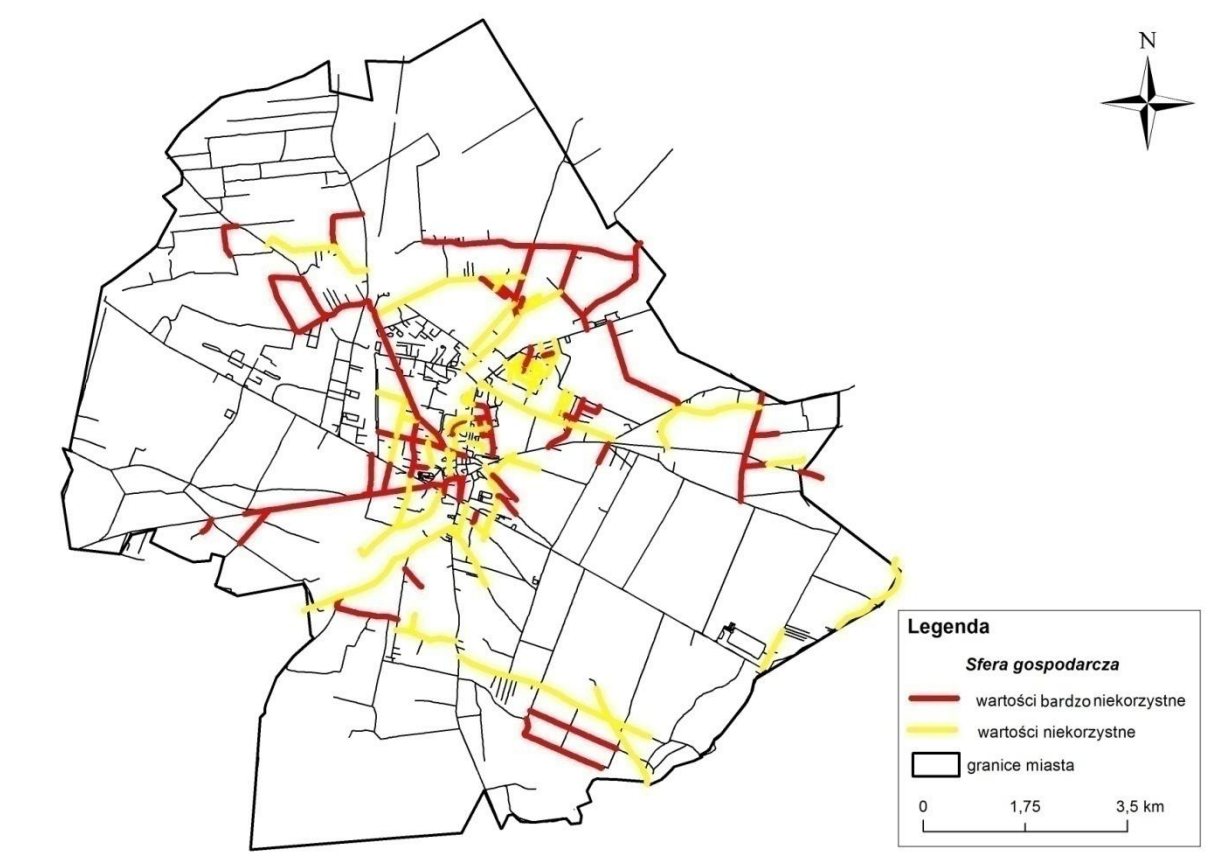 N
Legenda
Sfera gospodarcza
wartości bardzo niekorzystne
wartości niekorzystne
granice miasta
0 1,75 3,5 km